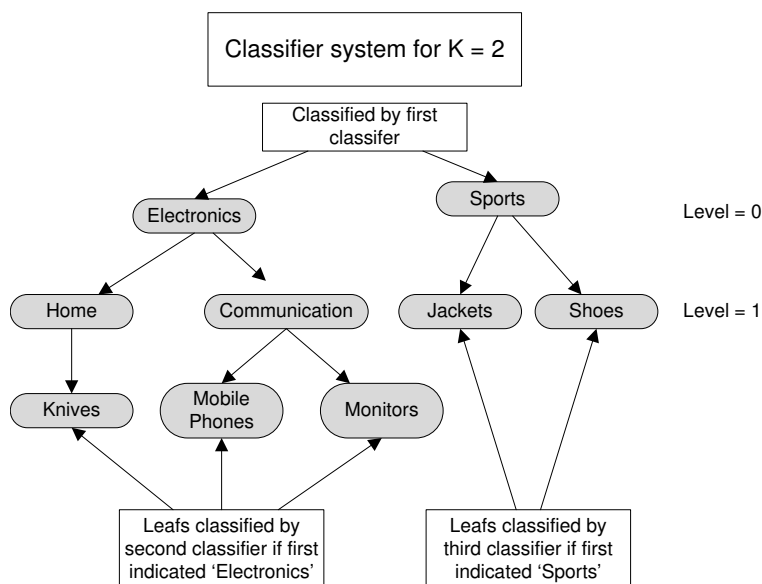 Classifier system for K = 2
Classified by first
classifer
Electronics
Sports
Level = 0
Home
Communication
Jackets
Shoes
Level = 1
Knives
Mobile
Phones
Monitors
Leafs classified by
second classifier if first
indicated ‘Electronics’
Leafs classified by
third classifier if first
indicated ‘Sports’